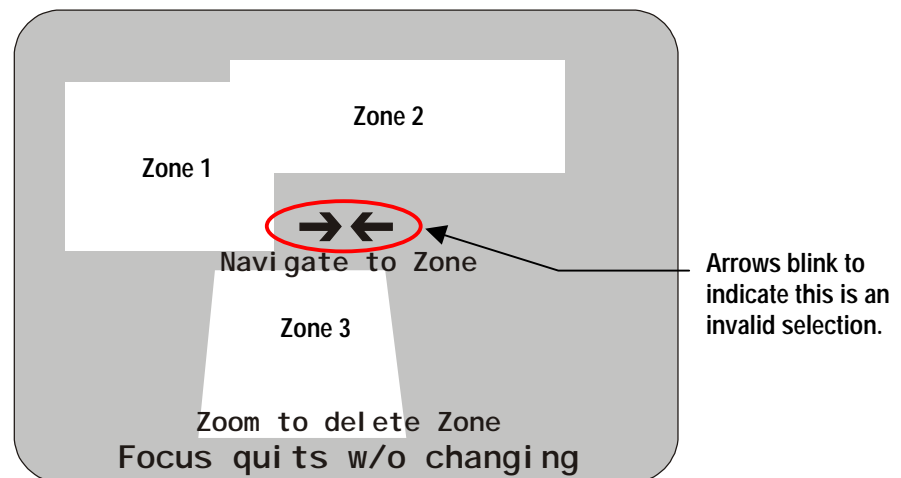 Zone 2
Zone 1
Navigate to Zone
Arrows blink to
indicate this is an
invalid selection.
Zone 3
Zoom to delete Zone
Focus quits w/o changing